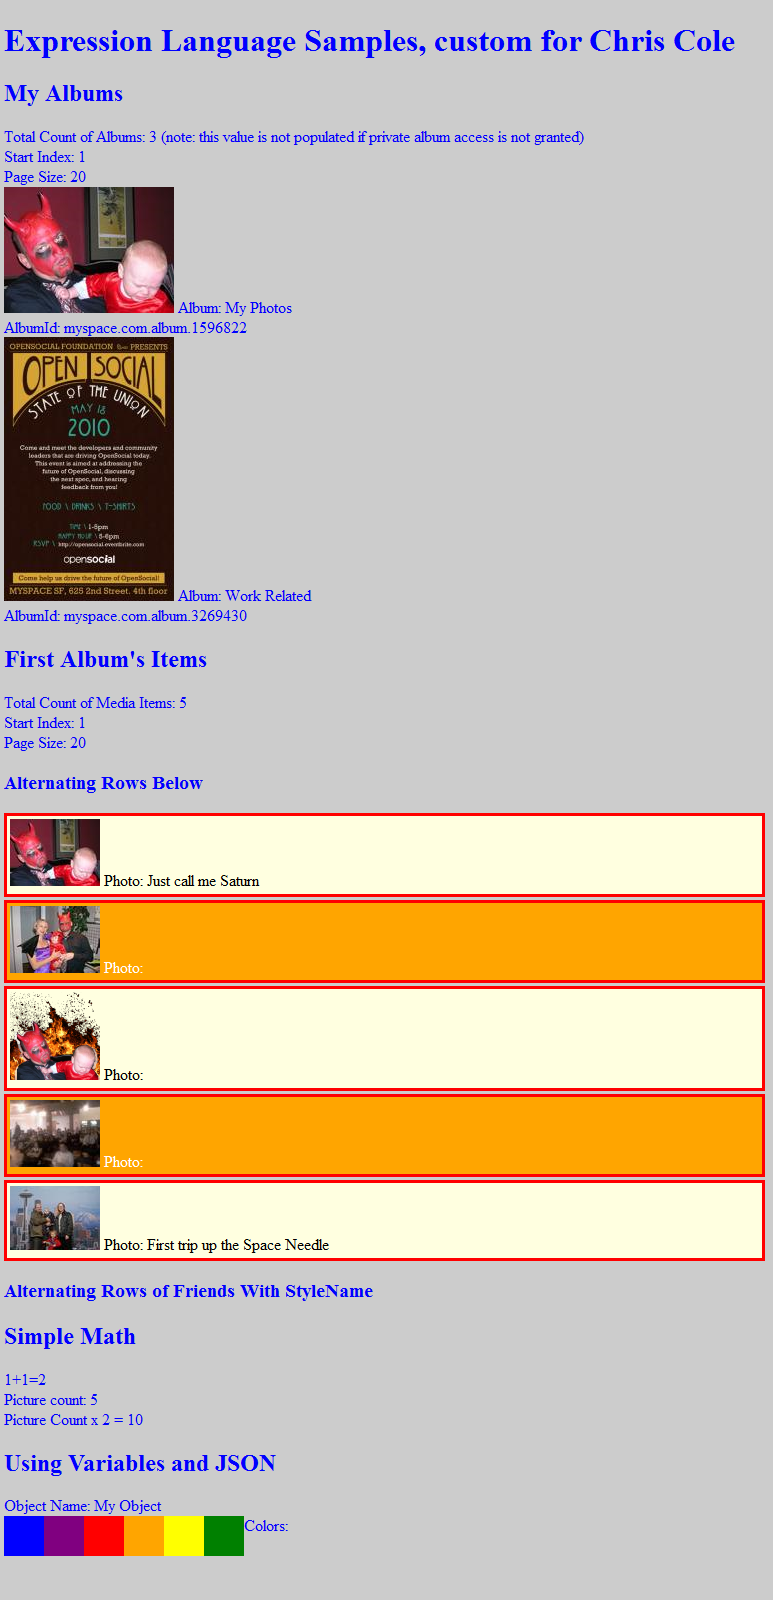 Expression Language Samples, custom for Chris Cole
My Albums
Total Count of Albums: 3 (note: this value is not populated if private album access is not granted)
Start Index: 1
Page Size: 20
Album: My Photos
AlbumId: myspace.com.album.1596822
OPENSOCIAL FOUNDATION PRESENTS
OPEN SOCIAL
STATE OF THE UNION
MAY 18
2010
Come and meet the developers and community
leaders that are driving OpenSocial today.
This event is aimed at addressing the
future of OpenSocial, discussing
the next spec, and hearing
feedback from you!
FOOD \ DRINKS \ T-SHIRTS
TIME \ 1-5pm
HAPPY HOUR \ 5-6pm
RSVP \ http://opensocial.eventbrite.com
opensocial
Come help us drive the future of OpenSocial!
MYSPACE SF, 625 2nd Street. 4th floor
Album: Work Related
AlbumId: myspace.com.album.3269430
First Album's Items
Total Count of Media Items: 5
Start Index: 1
Page Size: 20
Alternating Rows Below
Photo: Just call me Saturn
Photo:
Photo:
Photo:
Photo: First trip up the Space Needle
Alternating Rows of Friends With StyleName
Simple Math
1+1=2
Picture count: 5
Picture Count x 2 = 10
Using Variables and JSON
Object Name: My Object
Colors: